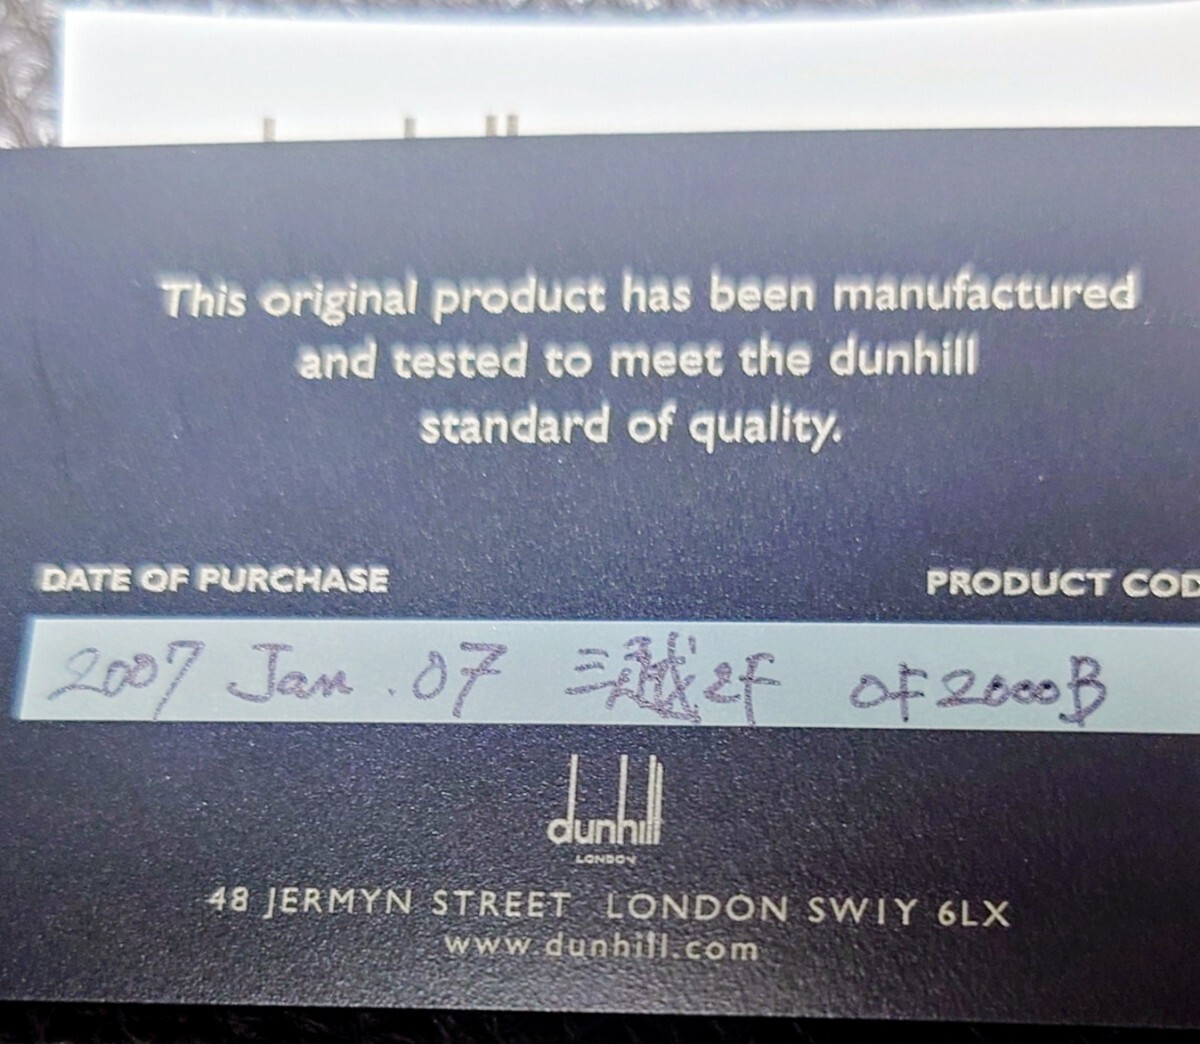 This original product has been manufactured
and tested to meet the dunhill
standard of quality.
DATE OF PURCHASE PRODUCT COD
2007 Jan. 07 三越2F OF2000B
dunhill
LONDON
48 JERMYN STREET LONDON SW1Y 6LX
www.dunhill.com